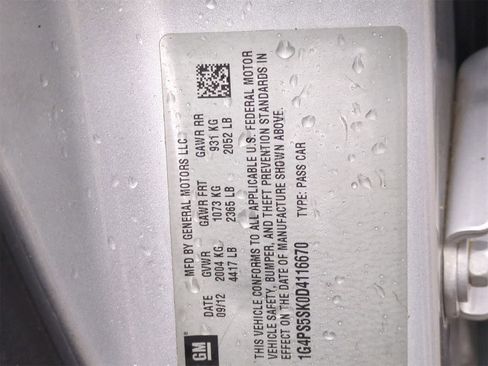 GM
MFD BY GENERAL MOTORS LLC
DATE GVWR GAWR FRT GAWR RR
09/12 2004 KG 1073 KG 931 KG
4417 LB 2365 LB 2052 LB
THIS VEHICLE CONFORMS TO ALL APPLICABLE U.S. FEDERAL MOTOR
VEHICLE SAFETY, BUMPER, AND THEFT PREVENTION STANDARDS IN
EFFECT ON THE DATE OF MANUFACTURE SHOWN ABOVE.
1G4PS5SK0D4116670 TYPE: PASS CAR